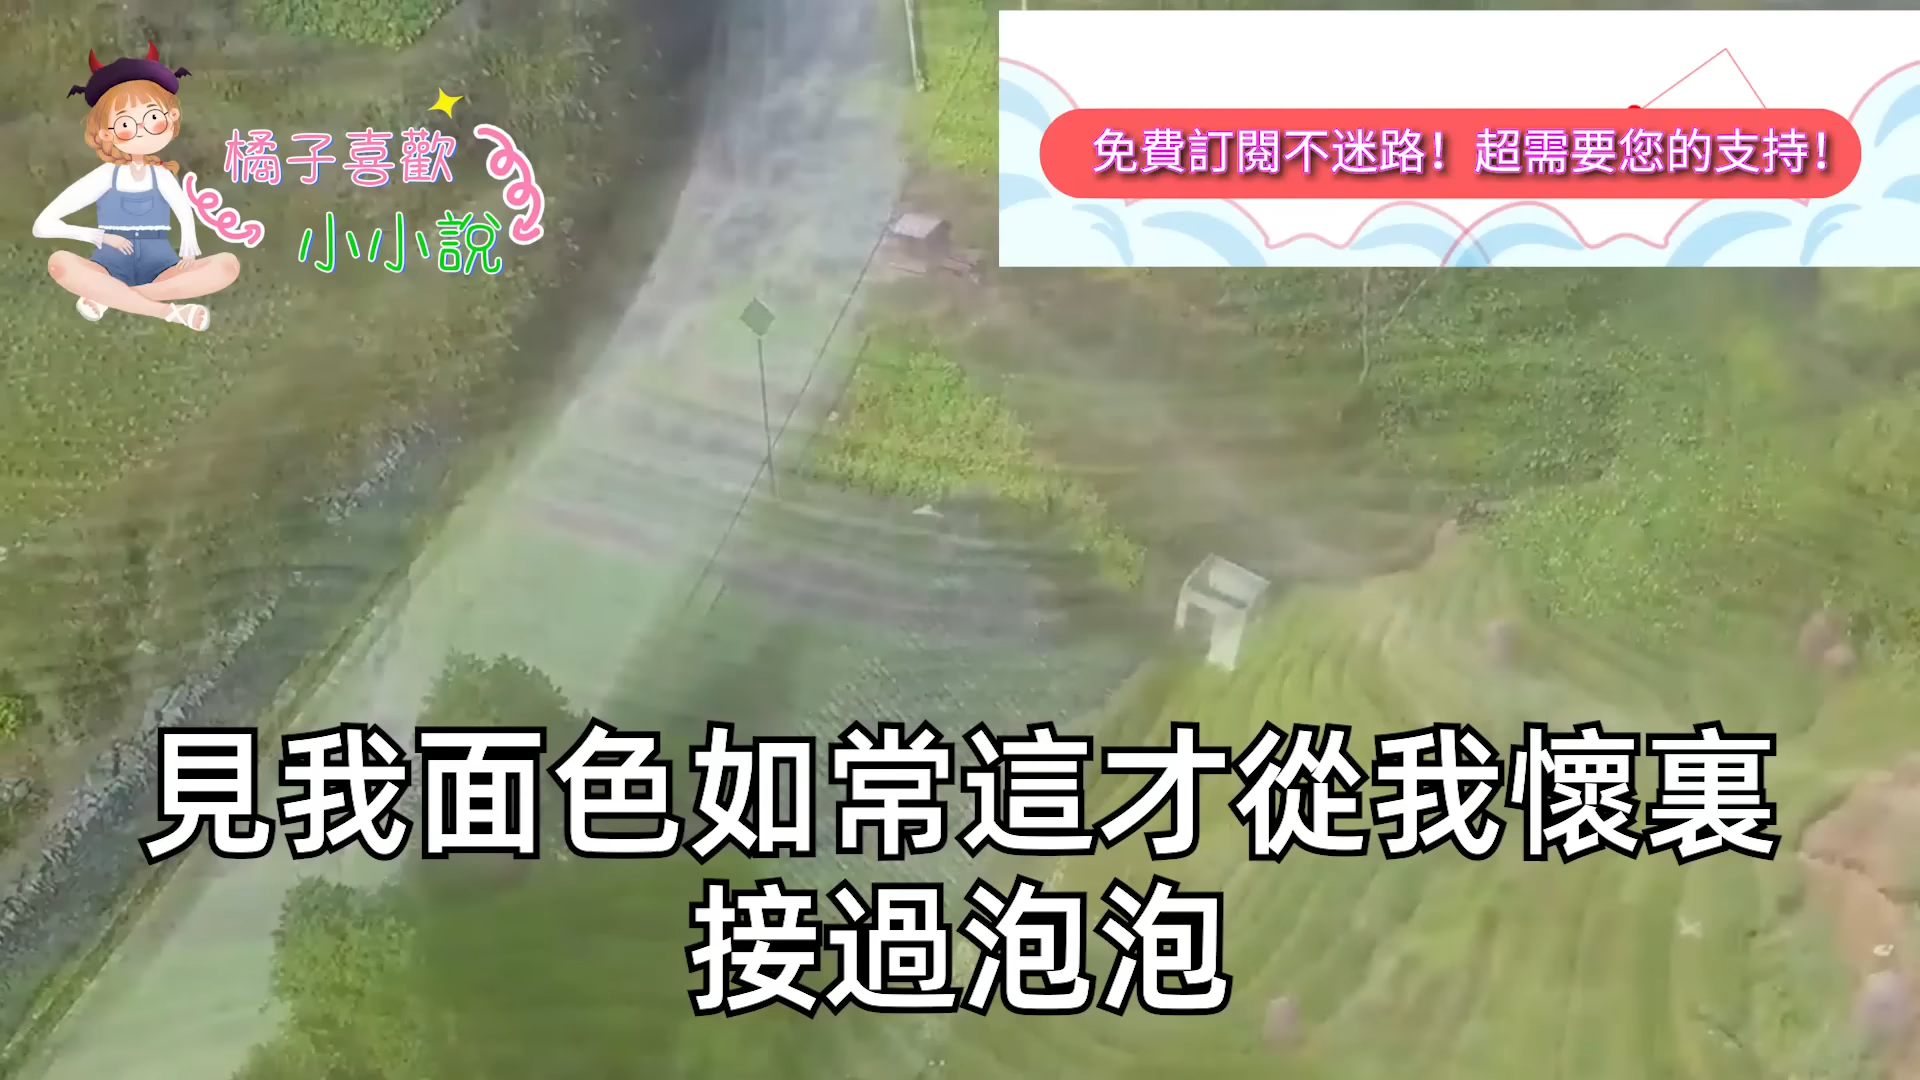 橘子喜歡
小小說
免費訂閱不迷路！超需要您的支持！
見我面色如常這才從我懷裏
接過泡泡